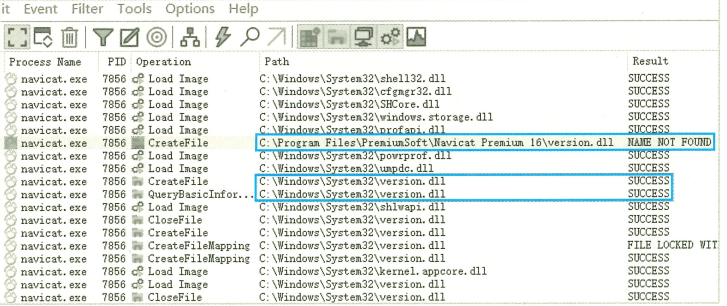 it Event Filter Tools Options Help
Process Name PID Operation Path Result
navicat.exe 7856 Load Image C:\Windows\System32\shell32.dll SUCCESS
navicat.exe 7856 Load Image C:\Windows\System32\cfgmgr32.dll SUCCESS
navicat.exe 7856 Load Image C:\Windows\System32\SHCore.dll SUCCESS
navicat.exe 7856 Load Image C:\Windows\System32\windows.storage.dll SUCCESS
navicat.exe 7856 Load Image C:\Windows\System32\profapi.dll SUCCESS
navicat.exe 7856 CreateFile C:\Program Files\PremiumSoft\Navicat Premium 16\version.dll NAME NOT FOUND
navicat.exe 7856 Load Image C:\Windows\System32\powrprof.dll SUCCESS
navicat.exe 7856 Load Image C:\Windows\System32\umpdc.dll SUCCESS
navicat.exe 7856 CreateFile C:\Windows\System32\version.dll SUCCESS
navicat.exe 7856 QueryBasicInfor... C:\Windows\System32\version.dll SUCCESS
navicat.exe 7856 Load Image C:\Windows\System32\shlwapi.dll SUCCESS
navicat.exe 7856 CloseFile C:\Windows\System32\version.dll SUCCESS
navicat.exe 7856 CreateFile C:\Windows\System32\version.dll SUCCESS
navicat.exe 7856 CreateFileMapping C:\Windows\System32\version.dll FILE LOCKED WIT
navicat.exe 7856 CreateFileMapping C:\Windows\System32\version.dll SUCCESS
navicat.exe 7856 Load Image C:\Windows\System32\kernel.appcore.dll SUCCESS
navicat.exe 7856 Load Image C:\Windows\System32\version.dll SUCCESS
navicat.exe 7856 CloseFile C:\Windows\System32\version.dll SUCCESS